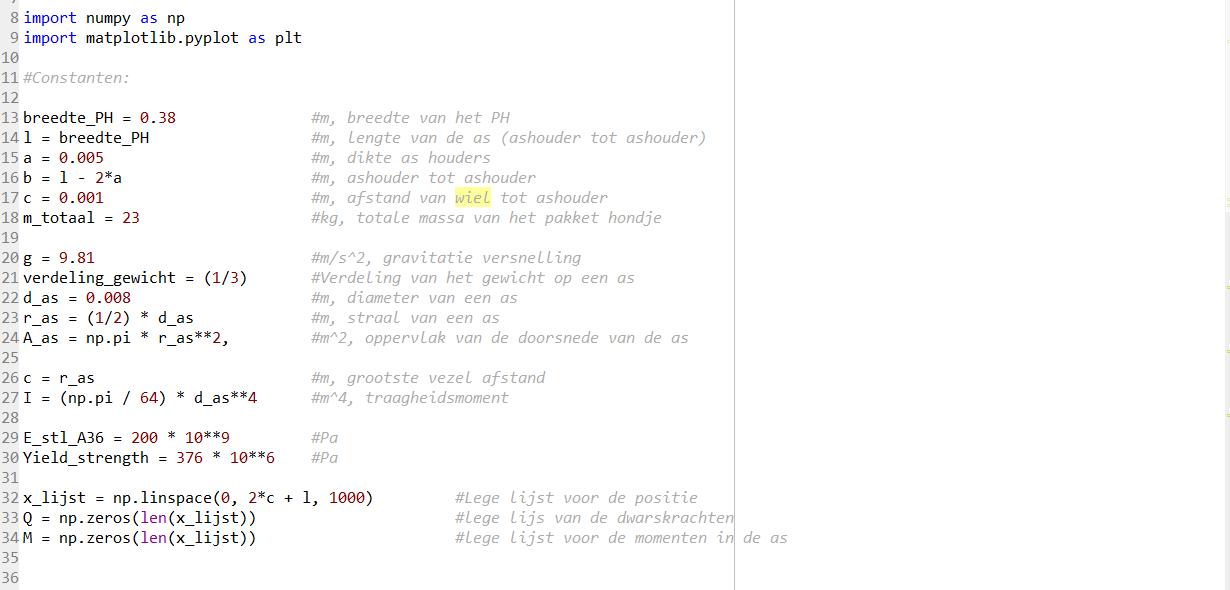 8 import numpy as np
9 import matplotlib.pyplot as plt
10
11 #Constanten:
12
13 breedte_PH = 0.38 #m, breedte van het PH
14 l = breedte_PH #m, lengte van de as (ashouder tot ashouder)
15 a = 0.005 #m, dikte as houders
16 b = l - 2*a #m, ashouder tot ashouder
17 c = 0.001 #m, afstand van wiel tot ashouder
18 m_totaal = 23 #kg, totale massa van het pakket hondje
19
20 g = 9.81 #m/s^2, gravitatie versnelling
21 verdeling_gewicht = (1/3) #Verdeling van het gewicht op een as
22 d_as = 0.008 #m, diameter van een as
23 r_as = (1/2) * d_as #m, straal van een as
24 A_as = np.pi * r_as**2, #m^2, oppervlak van de doorsnede van de as
25
26 c = r_as #m, grootste vezel afstand
27 I = (np.pi / 64) * d_as**4 #m^4, traagheidsmoment
28
29 E_stl_A36 = 200 * 10**9 #Pa
30 Yield_strength = 376 * 10**6 #Pa
31
32 x_lijst = np.linspace(0, 2*c + l, 1000) #Lege lijst voor de positie
33 Q = np.zeros(len(x_lijst)) #lege lijs van de dwarskrachten
34 M = np.zeros(len(x_lijst)) #lege lijst voor de momenten in de as
35
36